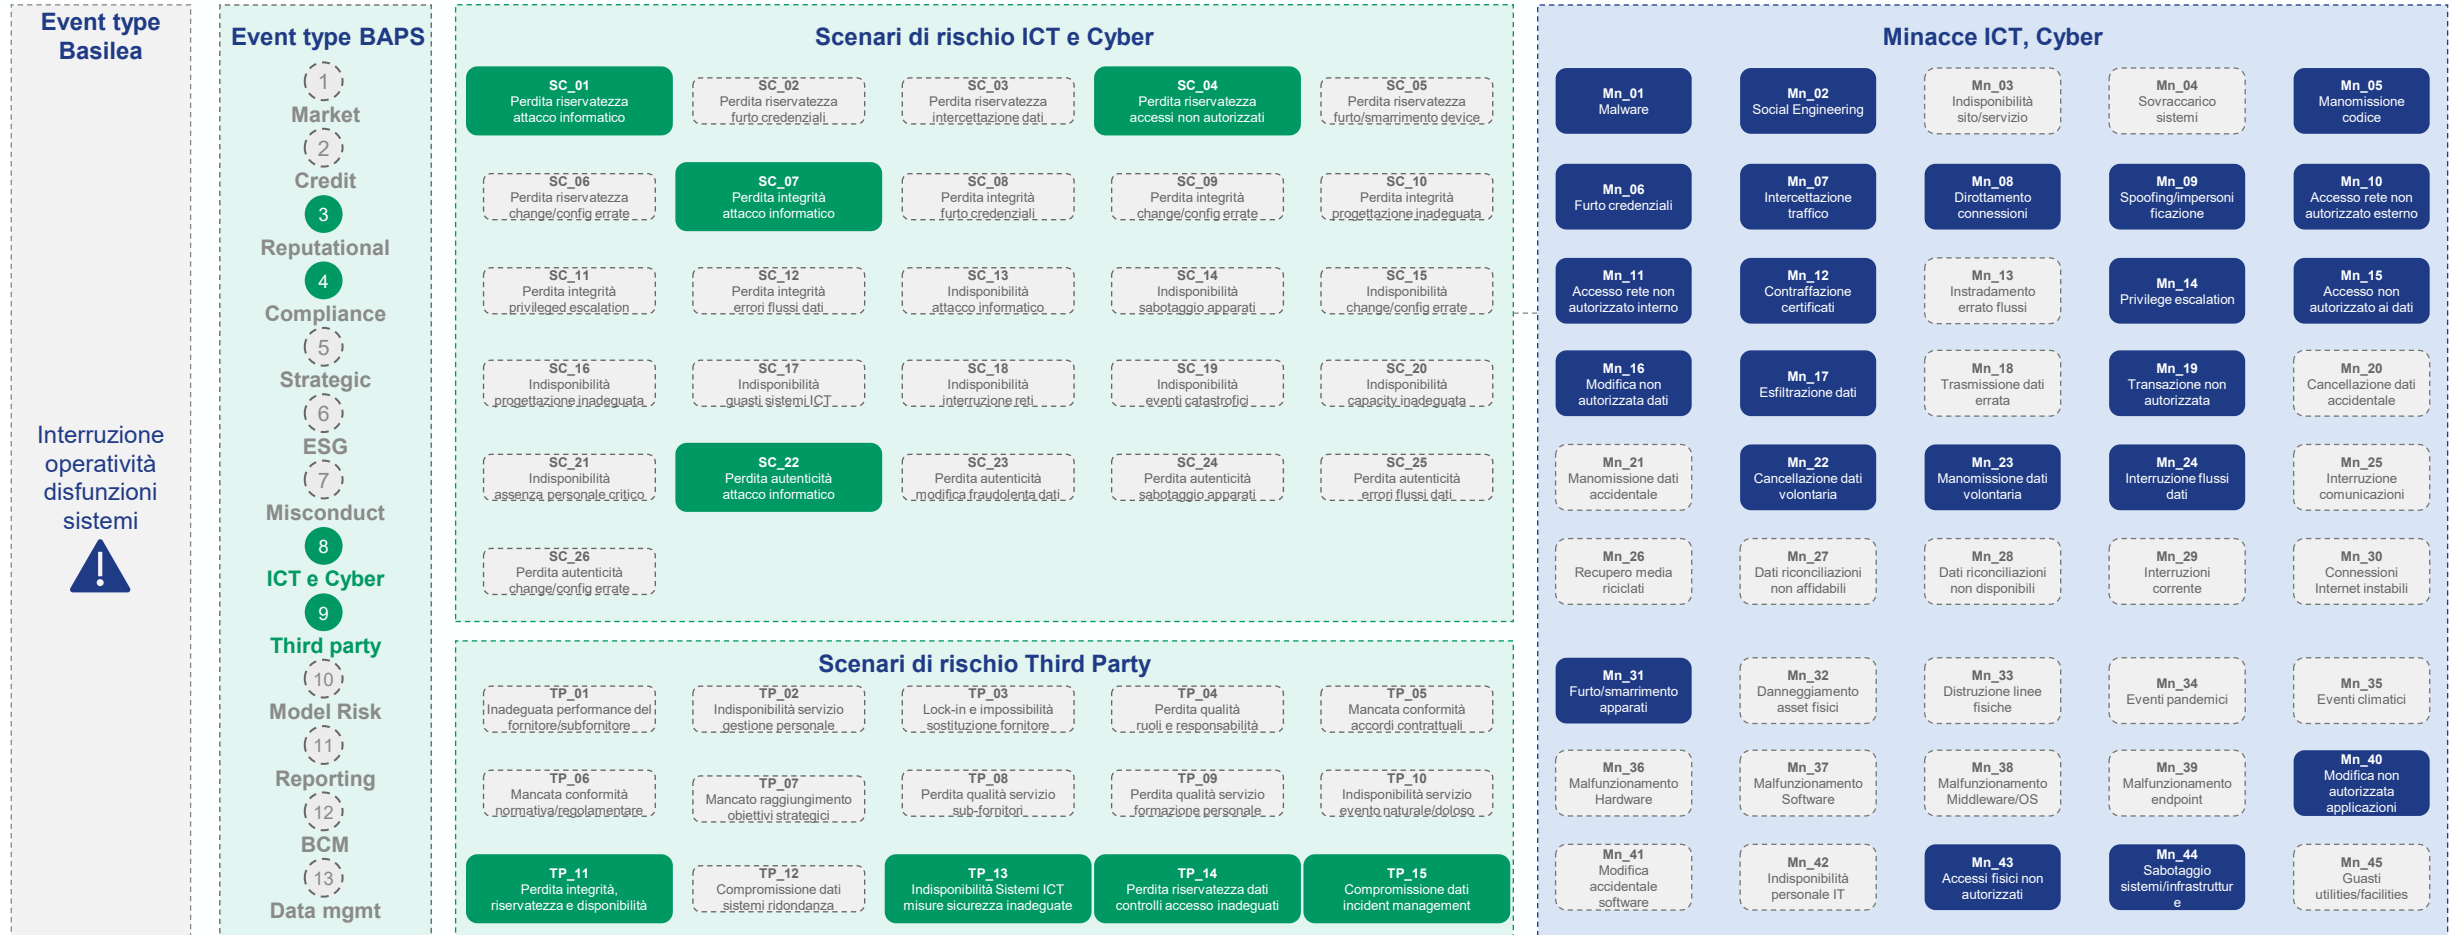 Event type
Basilea
Interruzione
operatività
disfunzioni
sistemi
Event type BAPS
1
Market
2
Credit
3
Reputational
4
Compliance
5
Strategic
6
ESG
7
Misconduct
8
ICT e Cyber
9
Third party
10
Model Risk
11
Reporting
12
BCM
13
Data mgmt
Scenari di rischio ICT e Cyber
SC_01
Perdita riservatezza
attacco informatico
SC_02
Perdita riservatezza
furto credenziali
SC_03
Perdita riservatezza
intercettazione dati
SC_04
Perdita riservatezza
accessi non autorizzati
SC_05
Perdita riservatezza
furto/smarrimento device
SC_06
Perdita riservatezza
change/config errate
SC_07
Perdita integrità
attacco informatico
SC_08
Perdita integrità
furto credenziali
SC_09
Perdita integrità
change/config errate
SC_10
Perdita integrità
progettazione inadeguata
SC_11
Perdita integrità
privileged escalation
SC_12
Perdita integrità
errori flussi dati
SC_13
Indisponibilità
attacco informatico
SC_14
Indisponibilità
sabotaggio apparati
SC_15
Indisponibilità
change/config errate
SC_16
Indisponibilità
progettazione inadeguata
SC_17
Indisponibilità
guasti sistemi ICT
SC_18
Indisponibilità
interruzione reti
SC_19
Indisponibilità
eventi catastrofici
SC_20
Indisponibilità
capacity inadeguata
SC_21
Indisponibilità
assenza personale critico
SC_22
Perdita autenticità
attacco informatico
SC_23
Perdita autenticità
modifica fraudolenta dati
SC_24
Perdita autenticità
sabotaggio apparati
SC_25
Perdita autenticità
errori flussi dati
SC_26
Perdita autenticità
change/config errate
Scenari di rischio Third Party
TP_01
Inadeguata performance del
fornitore/subfornitore
TP_02
Indisponibilità servizio
gestione personale
TP_03
Lock-in e impossibilità
sostituzione fornitore
TP_04
Perdita qualità
ruoli e responsabilità
TP_05
Mancata conformità
accordi contrattuali
TP_06
Mancata conformità
normativa/regolamentare
TP_07
Mancato raggiungimento
obiettivi strategici
TP_08
Perdita qualità servizio
sub-fornitori
TP_09
Perdita qualità servizio
formazione personale
TP_10
Indisponibilità servizio
evento naturale/doloso
TP_11
Perdita integrità,
riservatezza e disponibilità
TP_12
Compromissione dati
sistemi ridondanza
TP_13
Indisponibilità Sistemi ICT
misure sicurezza inadeguate
TP_14
Perdita riservatezza dati
controlli accesso inadeguati
TP_15
Compromissione dati
incident management
Minacce ICT, Cyber
Mn_01
Malware
Mn_02
Social Engineering
Mn_03
Indisponibilità
sito/servizio
Mn_04
Sovraccarico
sistemi
Mn_05
Manomissione
codice
Mn_06
Furto credenziali
Mn_07
Intercettazione
traffico
Mn_08
Dirottamento
connessioni
Mn_09
Spoofing/impersoni
ficazione
Mn_10
Accesso rete non
autorizzato esterno
Mn_11
Accesso rete non
autorizzato interno
Mn_12
Contraffazione
certificati
Mn_13
Instradamento
errato flussi
Mn_14
Privilege escalation
Mn_15
Accesso non
autorizzato ai dati
Mn_16
Modifica non
autorizzata dati
Mn_17
Esfiltrazione dati
Mn_18
Trasmissione dati
errata
Mn_19
Transazione non
autorizzata
Mn_20
Cancellazione dati
accidentale
Mn_21
Manomissione dati
accidentale
Mn_22
Cancellazione dati
volontaria
Mn_23
Manomissione dati
volontaria
Mn_24
Interruzione flussi
dati
Mn_25
Interruzione
comunicazioni
Mn_26
Recupero media
riciclati
Mn_27
Dati riconciliazioni
non affidabili
Mn_28
Dati riconciliazioni
non disponibili
Mn_29
Interruzioni
corrente
Mn_30
Connessioni
Internet instabili
Mn_31
Furto/smarrimento
apparati
Mn_32
Danneggiamento
asset fisici
Mn_33
Distruzione linee
fisiche
Mn_34
Eventi pandemici
Mn_35
Eventi climatici
Mn_36
Malfunzionamento
Hardware
Mn_37
Malfunzionamento
Software
Mn_38
Malfunzionamento
Middleware/OS
Mn_39
Malfunzionamento
endpoint
Mn_40
Modifica non
autorizzata
applicazioni
Mn_41
Modifica
accidentale
software
Mn_42
Indisponibilità
personale IT
Mn_43
Accessi fisici non
autorizzati
Mn_44
Sabotaggio
sistemi/infrastruttur
e
Mn_45
Guasti
utilities/facilities